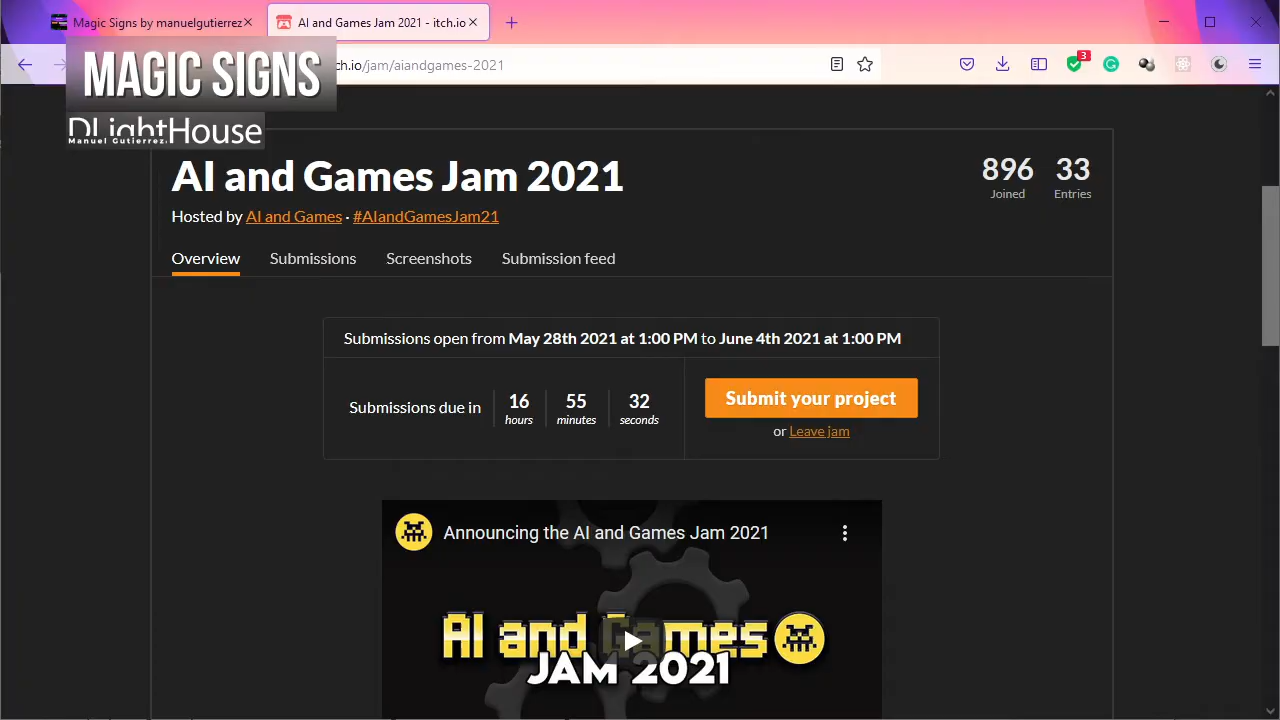 Magic Signs by manuelgutierrez
AI and Games Jam 2021 - itch.io
3
MAGIC SIGNS
ch.io/jam/aiandgames-2021
DLightHouse
Manuel Gutierrez.
AI and Games Jam 2021
896 33
Joined Entries
Hosted by AI and Games · #AIandGamesJam21
Overview Submissions Screenshots Submission feed
Submissions open from May 28th 2021 at 1:00 PM to June 4th 2021 at 1:00 PM
Submissions due in 16 hours 55 minutes 32 seconds
Submit your project
or Leave jam
Announcing the AI and Games Jam 2021
AI and Games
JAM 2021